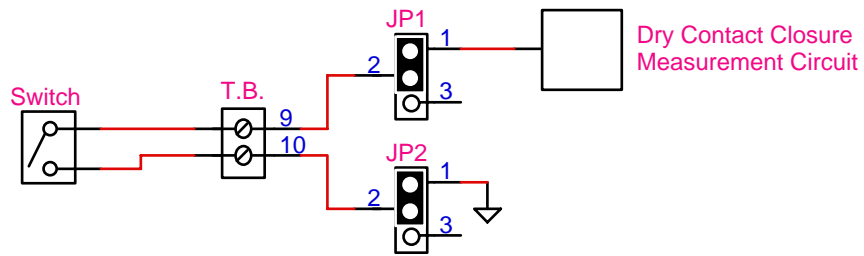 JP1
1
2
3
Dry Contact Closure
Measurement Circuit
Switch
T.B.
9
10
JP2
1
2
3